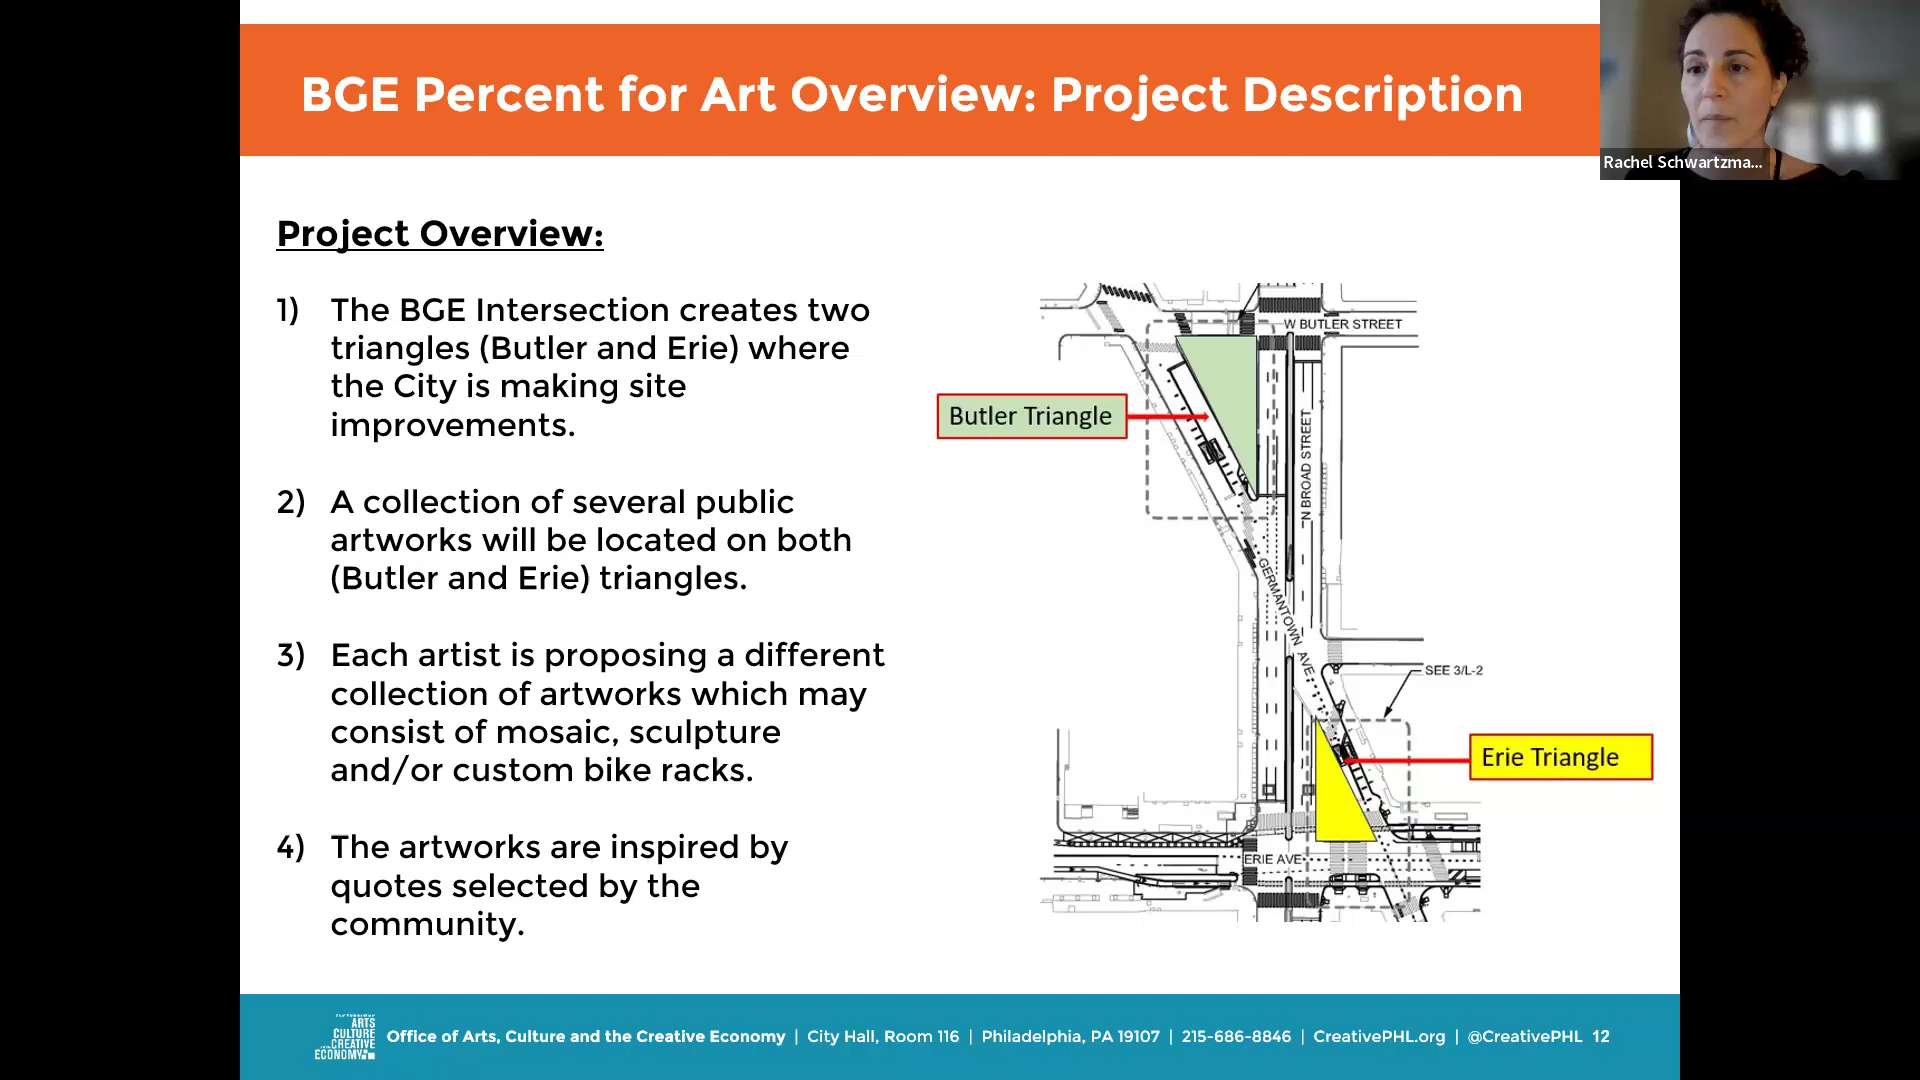 BGE Percent for Art Overview: Project Description
Rachel Schwartzma...
Project Overview:
1) The BGE Intersection creates two
triangles (Butler and Erie) where
the City is making site
improvements.
2) A collection of several public
artworks will be located on both
(Butler and Erie) triangles.
3) Each artist is proposing a different
collection of artworks which may
consist of mosaic, sculpture
and/or custom bike racks.
4) The artworks are inspired by
quotes selected by the
community.
W BUTLER STREET
Butler Triangle
N BROAD STREET
GERMANTOWN AVE
SEE 3/L-2
Erie Triangle
ERIE AVE
ARTS
CULTURE
CREATIVE
ECONOMY
Office of Arts, Culture and the Creative Economy | City Hall, Room 116 | Philadelphia, PA 19107 | 215-686-8846 | CreativePHL.org | @CreativePHL 12